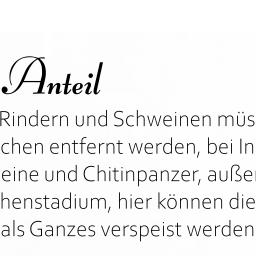 Anteil
Rindern und Schweinen müs
chen entfernt werden, bei In
eine und Chitinpanzer, außer
henstadium, hier können die
als Ganzes verspeist werden